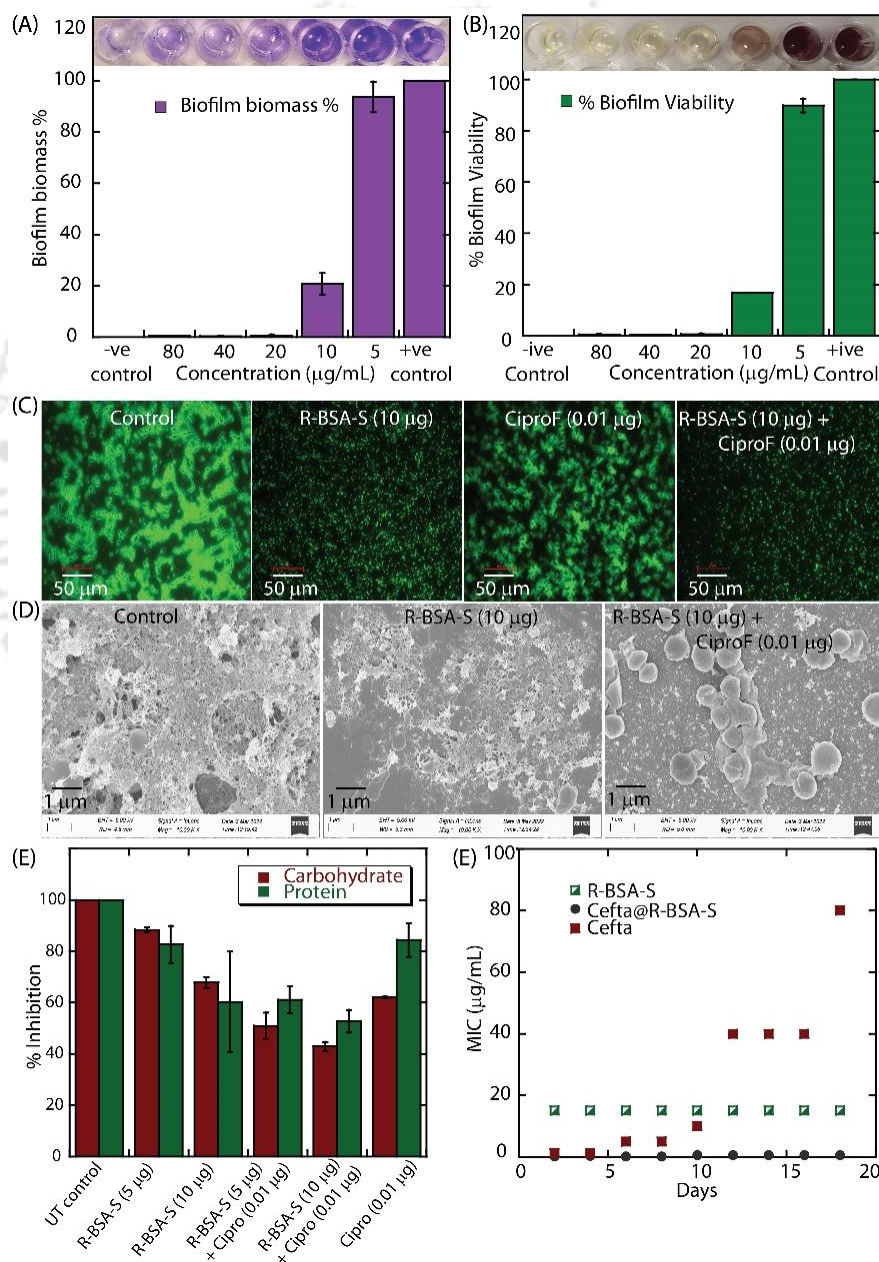 (A)
120
100
80
60
40
20
0
Biofilm biomass %
Biofilm biomass %
-ve control
80
40
20
10
5
+ve control
Concentration (µg/mL)
(B)
120
100
80
60
40
20
0
% Biofilm Viability
% Biofilm Viability
-ive Control
80
40
20
10
5
+ive Control
Concentration (µg/mL)
(C)
Control
50 µm
R-BSA-S (10 µg)
50 µm
CiproF (0.01 µg)
50 µm
R-BSA-S (10 µg) +
CiproF (0.01 µg)
50 µm
(D)
Control
1 µm
R-BSA-S (10 µg)
1 µm
R-BSA-S (10 µg) +
CiproF (0.01 µg)
1 µm
(E)
100
80
60
40
20
0
% Inhibition
Carbohydrate
Protein
UT control
R-BSA-S (5 µg)
R-BSA-S (10 µg)
R-BSA-S (5 µg)
+ Cipro (0.01 µg)
R-BSA-S (10 µg)
+ Cipro (0.01 µg)
Cipro (0.01 µg)
(E)
100
80
60
40
20
0
MIC (µg/mL)
R-BSA-S
Cefta@R-BSA-S
Cefta
0
5
10
15
20
Days